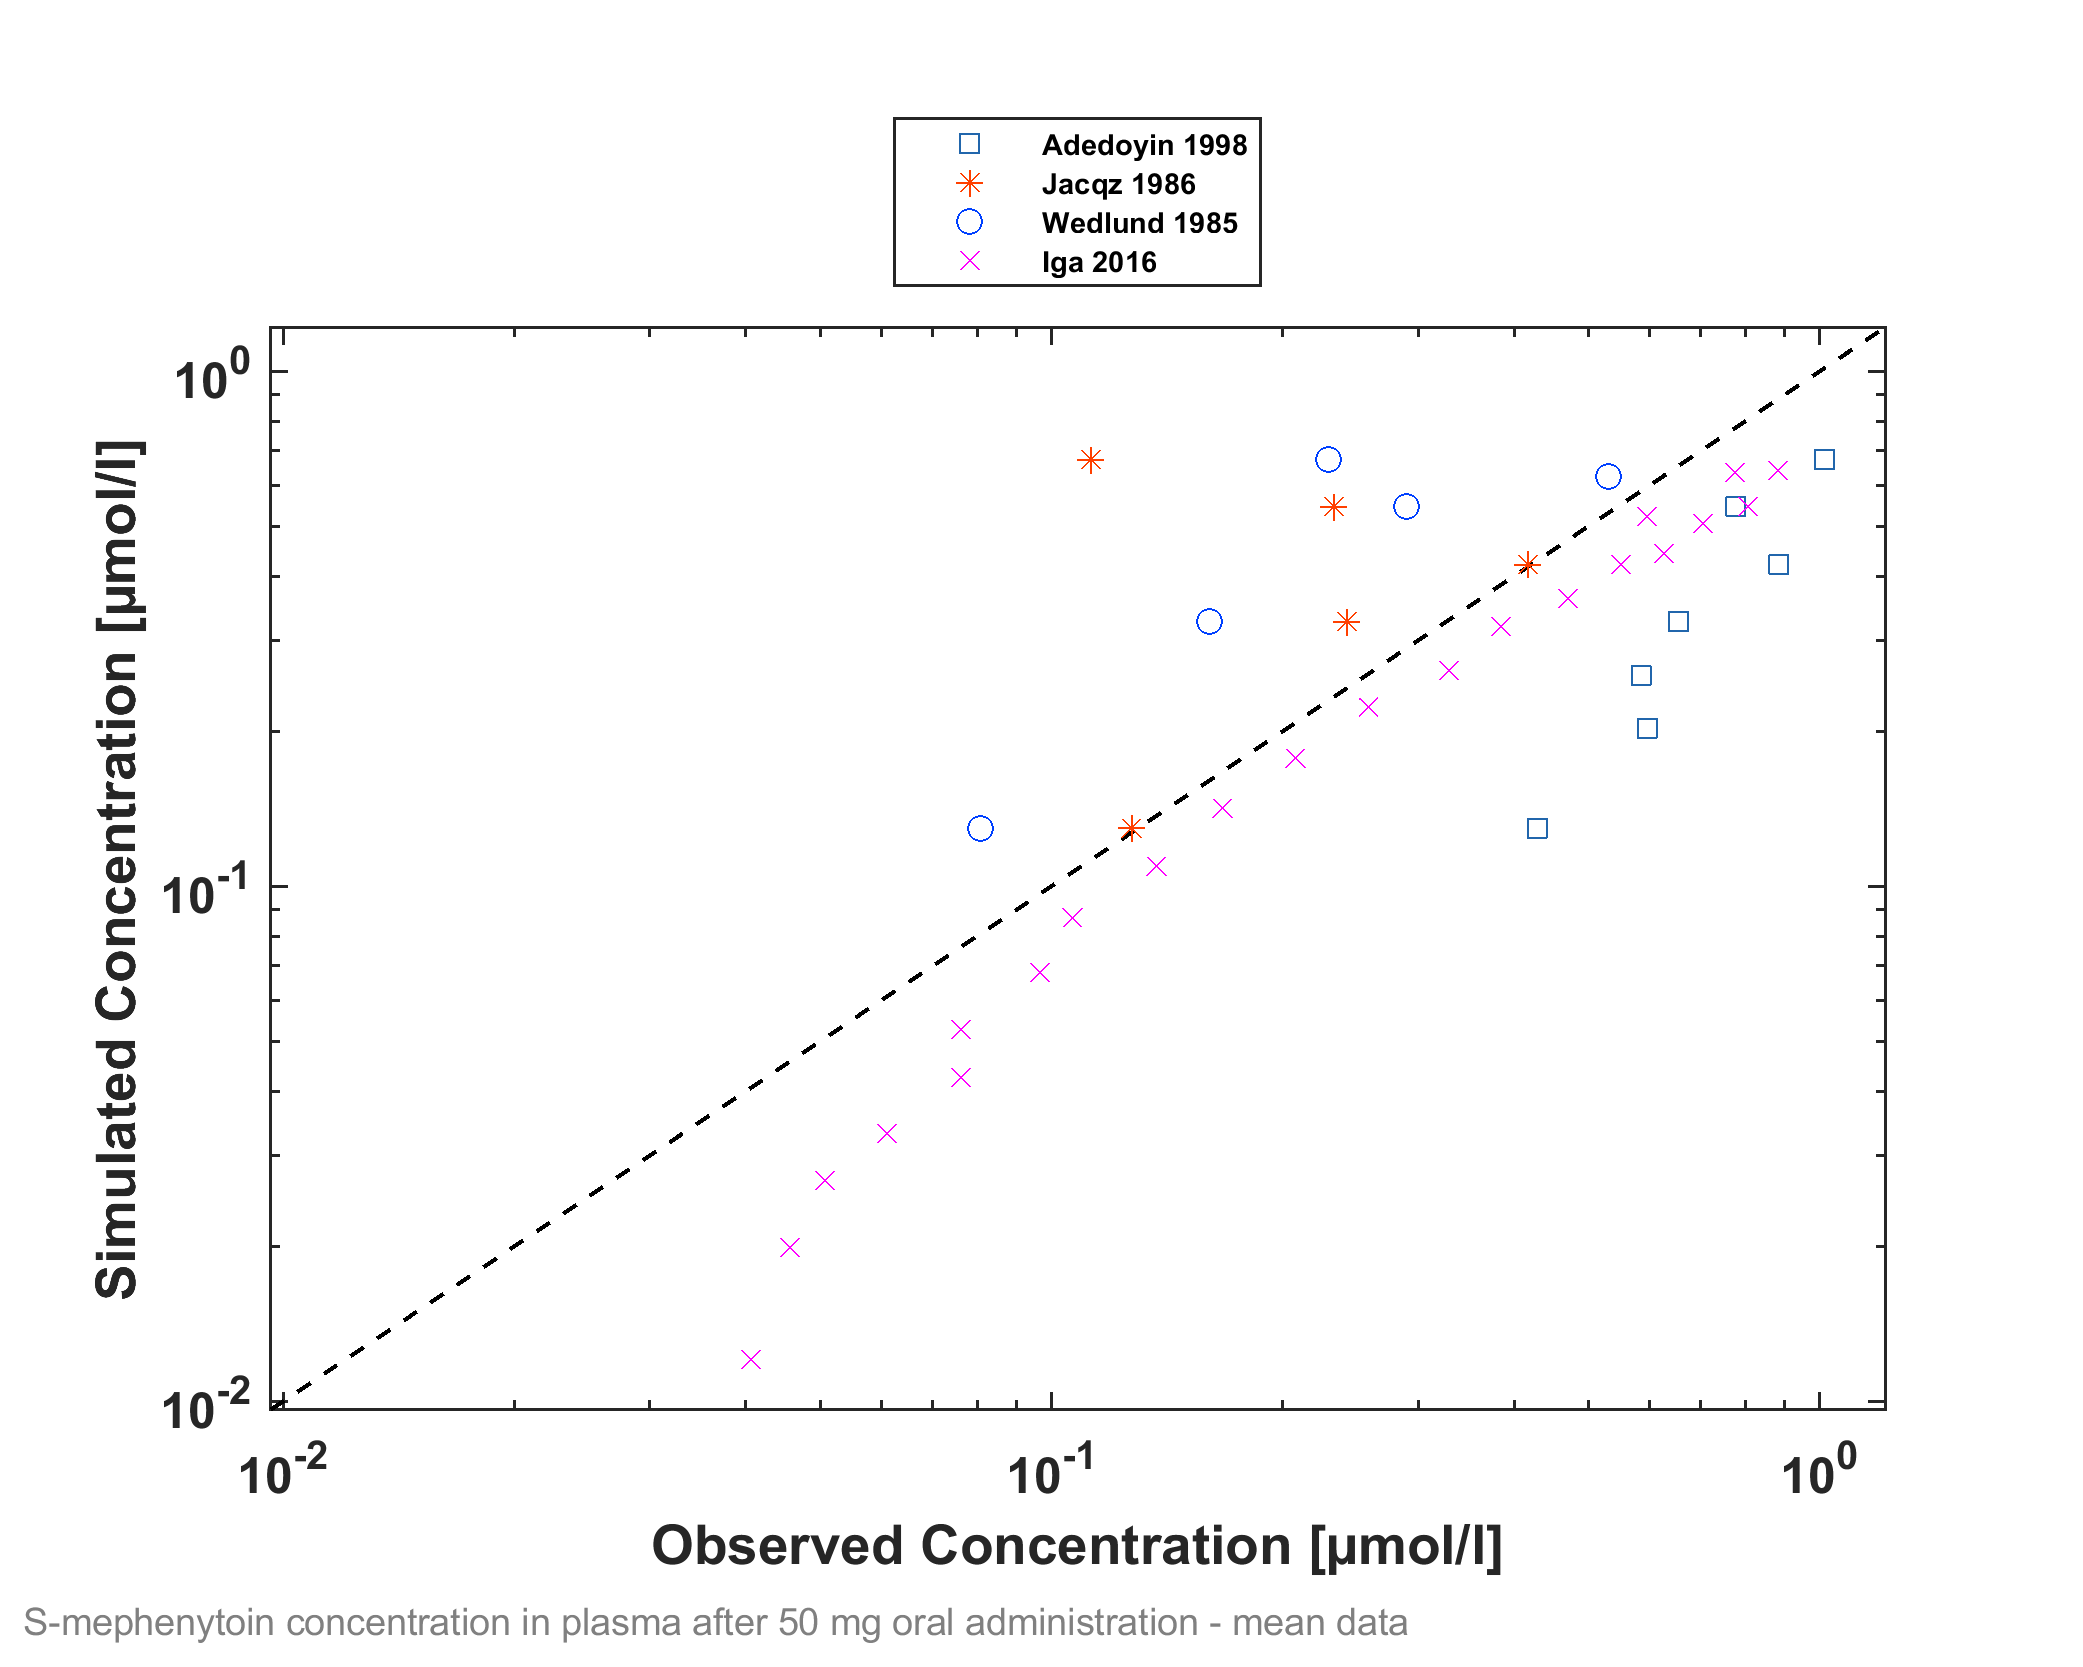 Adedoyin 1998
Jacqz 1986
Wedlund 1985
Iga 2016
10^0
10^-1
10^-2
Simulated Concentration [µmol/l]
10^-2 10^-1 10^0
Observed Concentration [µmol/l]
S-mephenytoin concentration in plasma after 50 mg oral administration - mean data